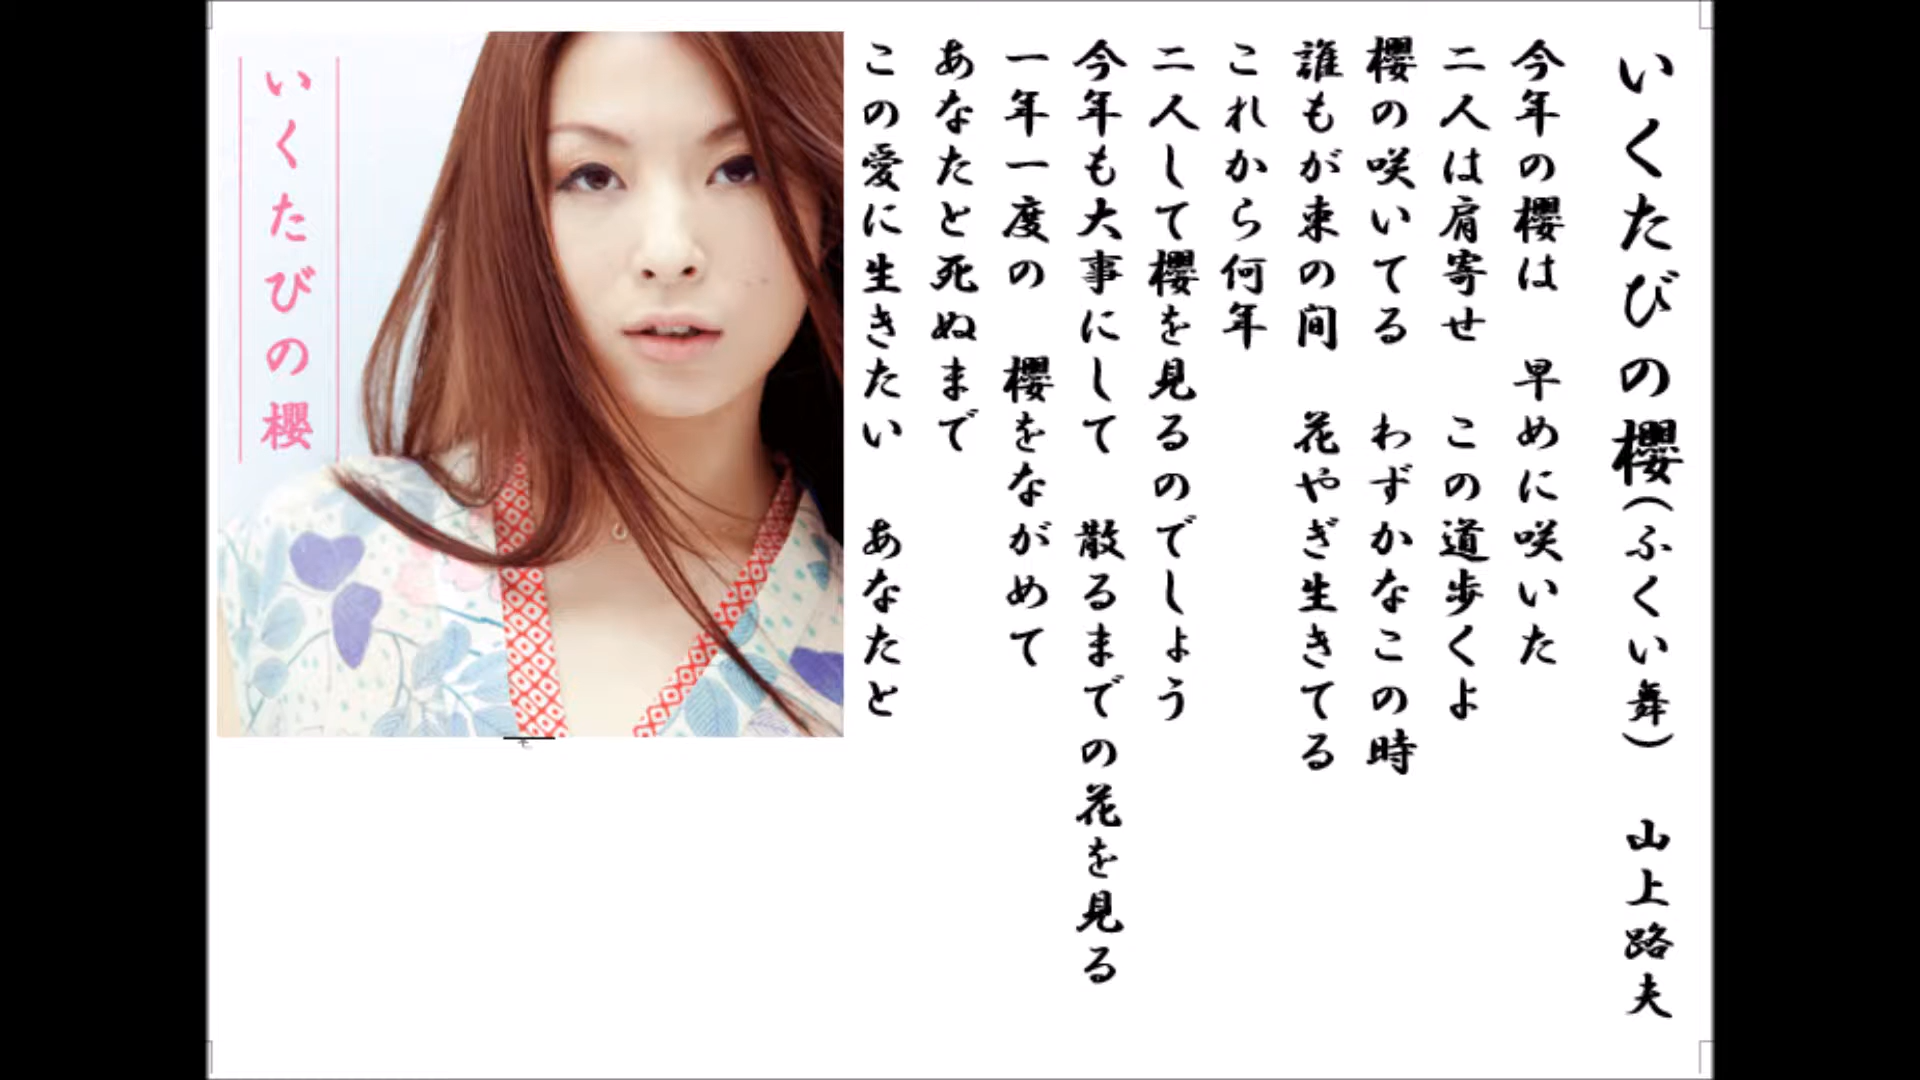 いくたびの櫻(ふくい舞) 山上路夫
今年の櫻は 早めに咲いた
二人は肩寄せ この道歩くよ
櫻の咲いてる わずかなこの時
誰もが束の間 花やぎ生きてる
これから何年
二人して櫻を見るのでしょう
今年も大事にして 散るまでの花を見る
一年一度の 櫻をながめて
あなたと死ぬまで
この愛に生きたい あなたと
いくたびの櫻